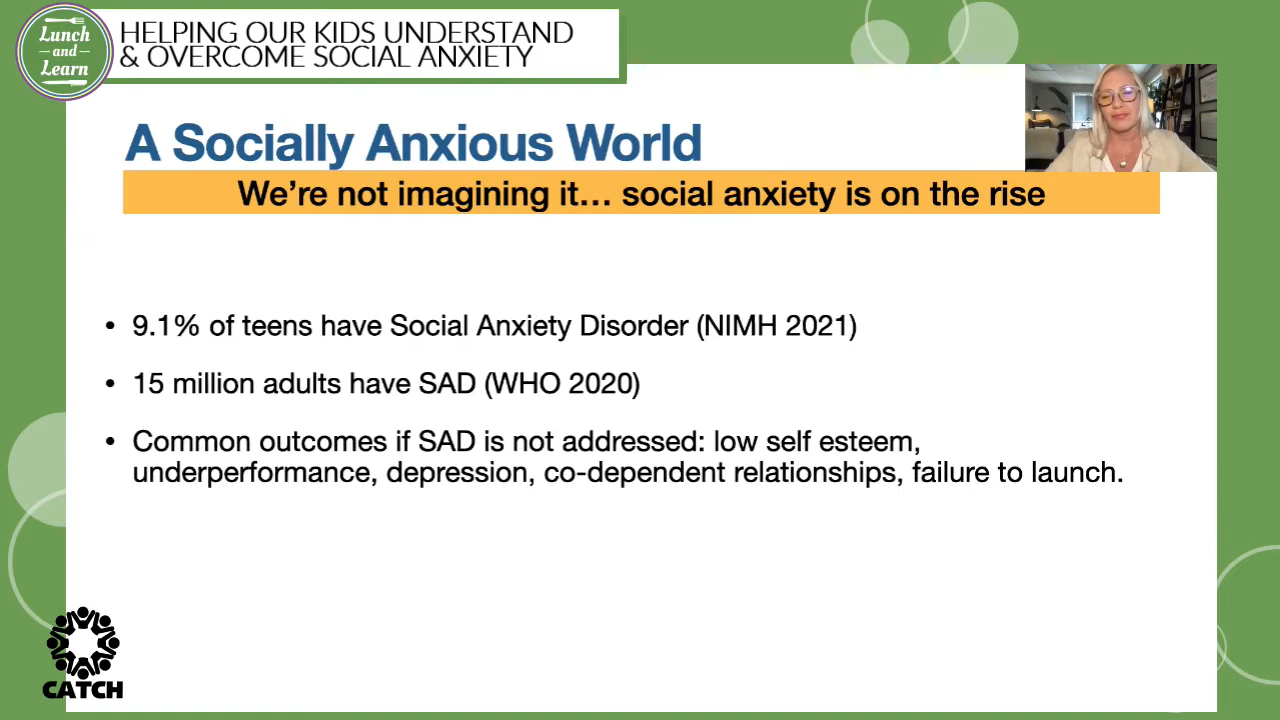 Lunch
and
Learn
HELPING OUR KIDS UNDERSTAND
& OVERCOME SOCIAL ANXIETY
A Socially Anxious World
We’re not imagining it… social anxiety is on the rise
• 9.1% of teens have Social Anxiety Disorder (NIMH 2021)
• 15 million adults have SAD (WHO 2020)
• Common outcomes if SAD is not addressed: low self esteem,
underperformance, depression, co-dependent relationships, failure to launch.
CATCH